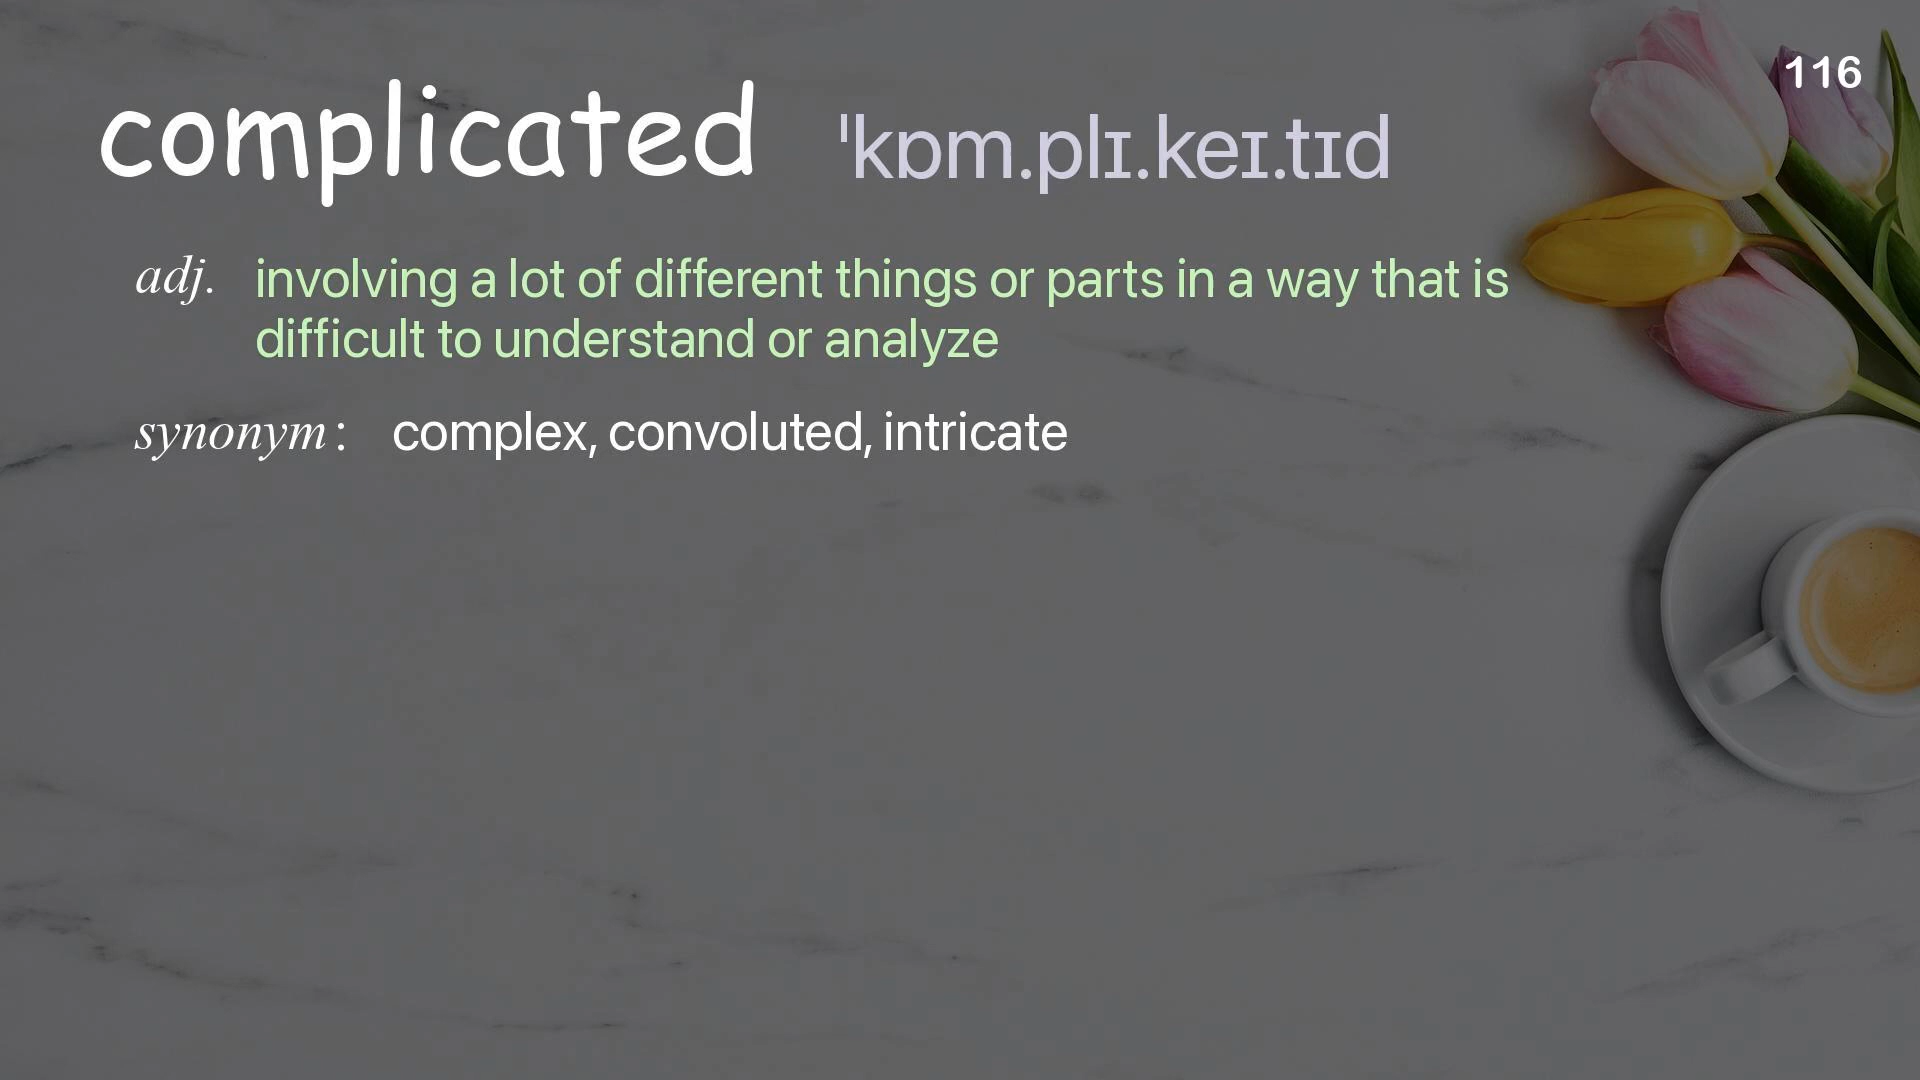 116
complicated ˈkɒm.plɪ.keɪ.tɪd
adj. involving a lot of different things or parts in a way that is
difficult to understand or analyze
synonym: complex, convoluted, intricate